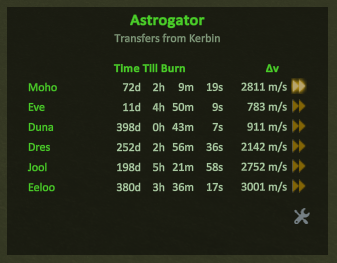 Astrogator
Transfers from Kerbin
Time Till Burn Δv
Moho 72d 2h 9m 19s 2811 m/s
Eve 11d 4h 50m 9s 783 m/s
Duna 398d 0h 43m 7s 911 m/s
Dres 252d 2h 56m 36s 2142 m/s
Jool 198d 5h 21m 58s 2752 m/s
Eeloo 380d 3h 36m 17s 3001 m/s